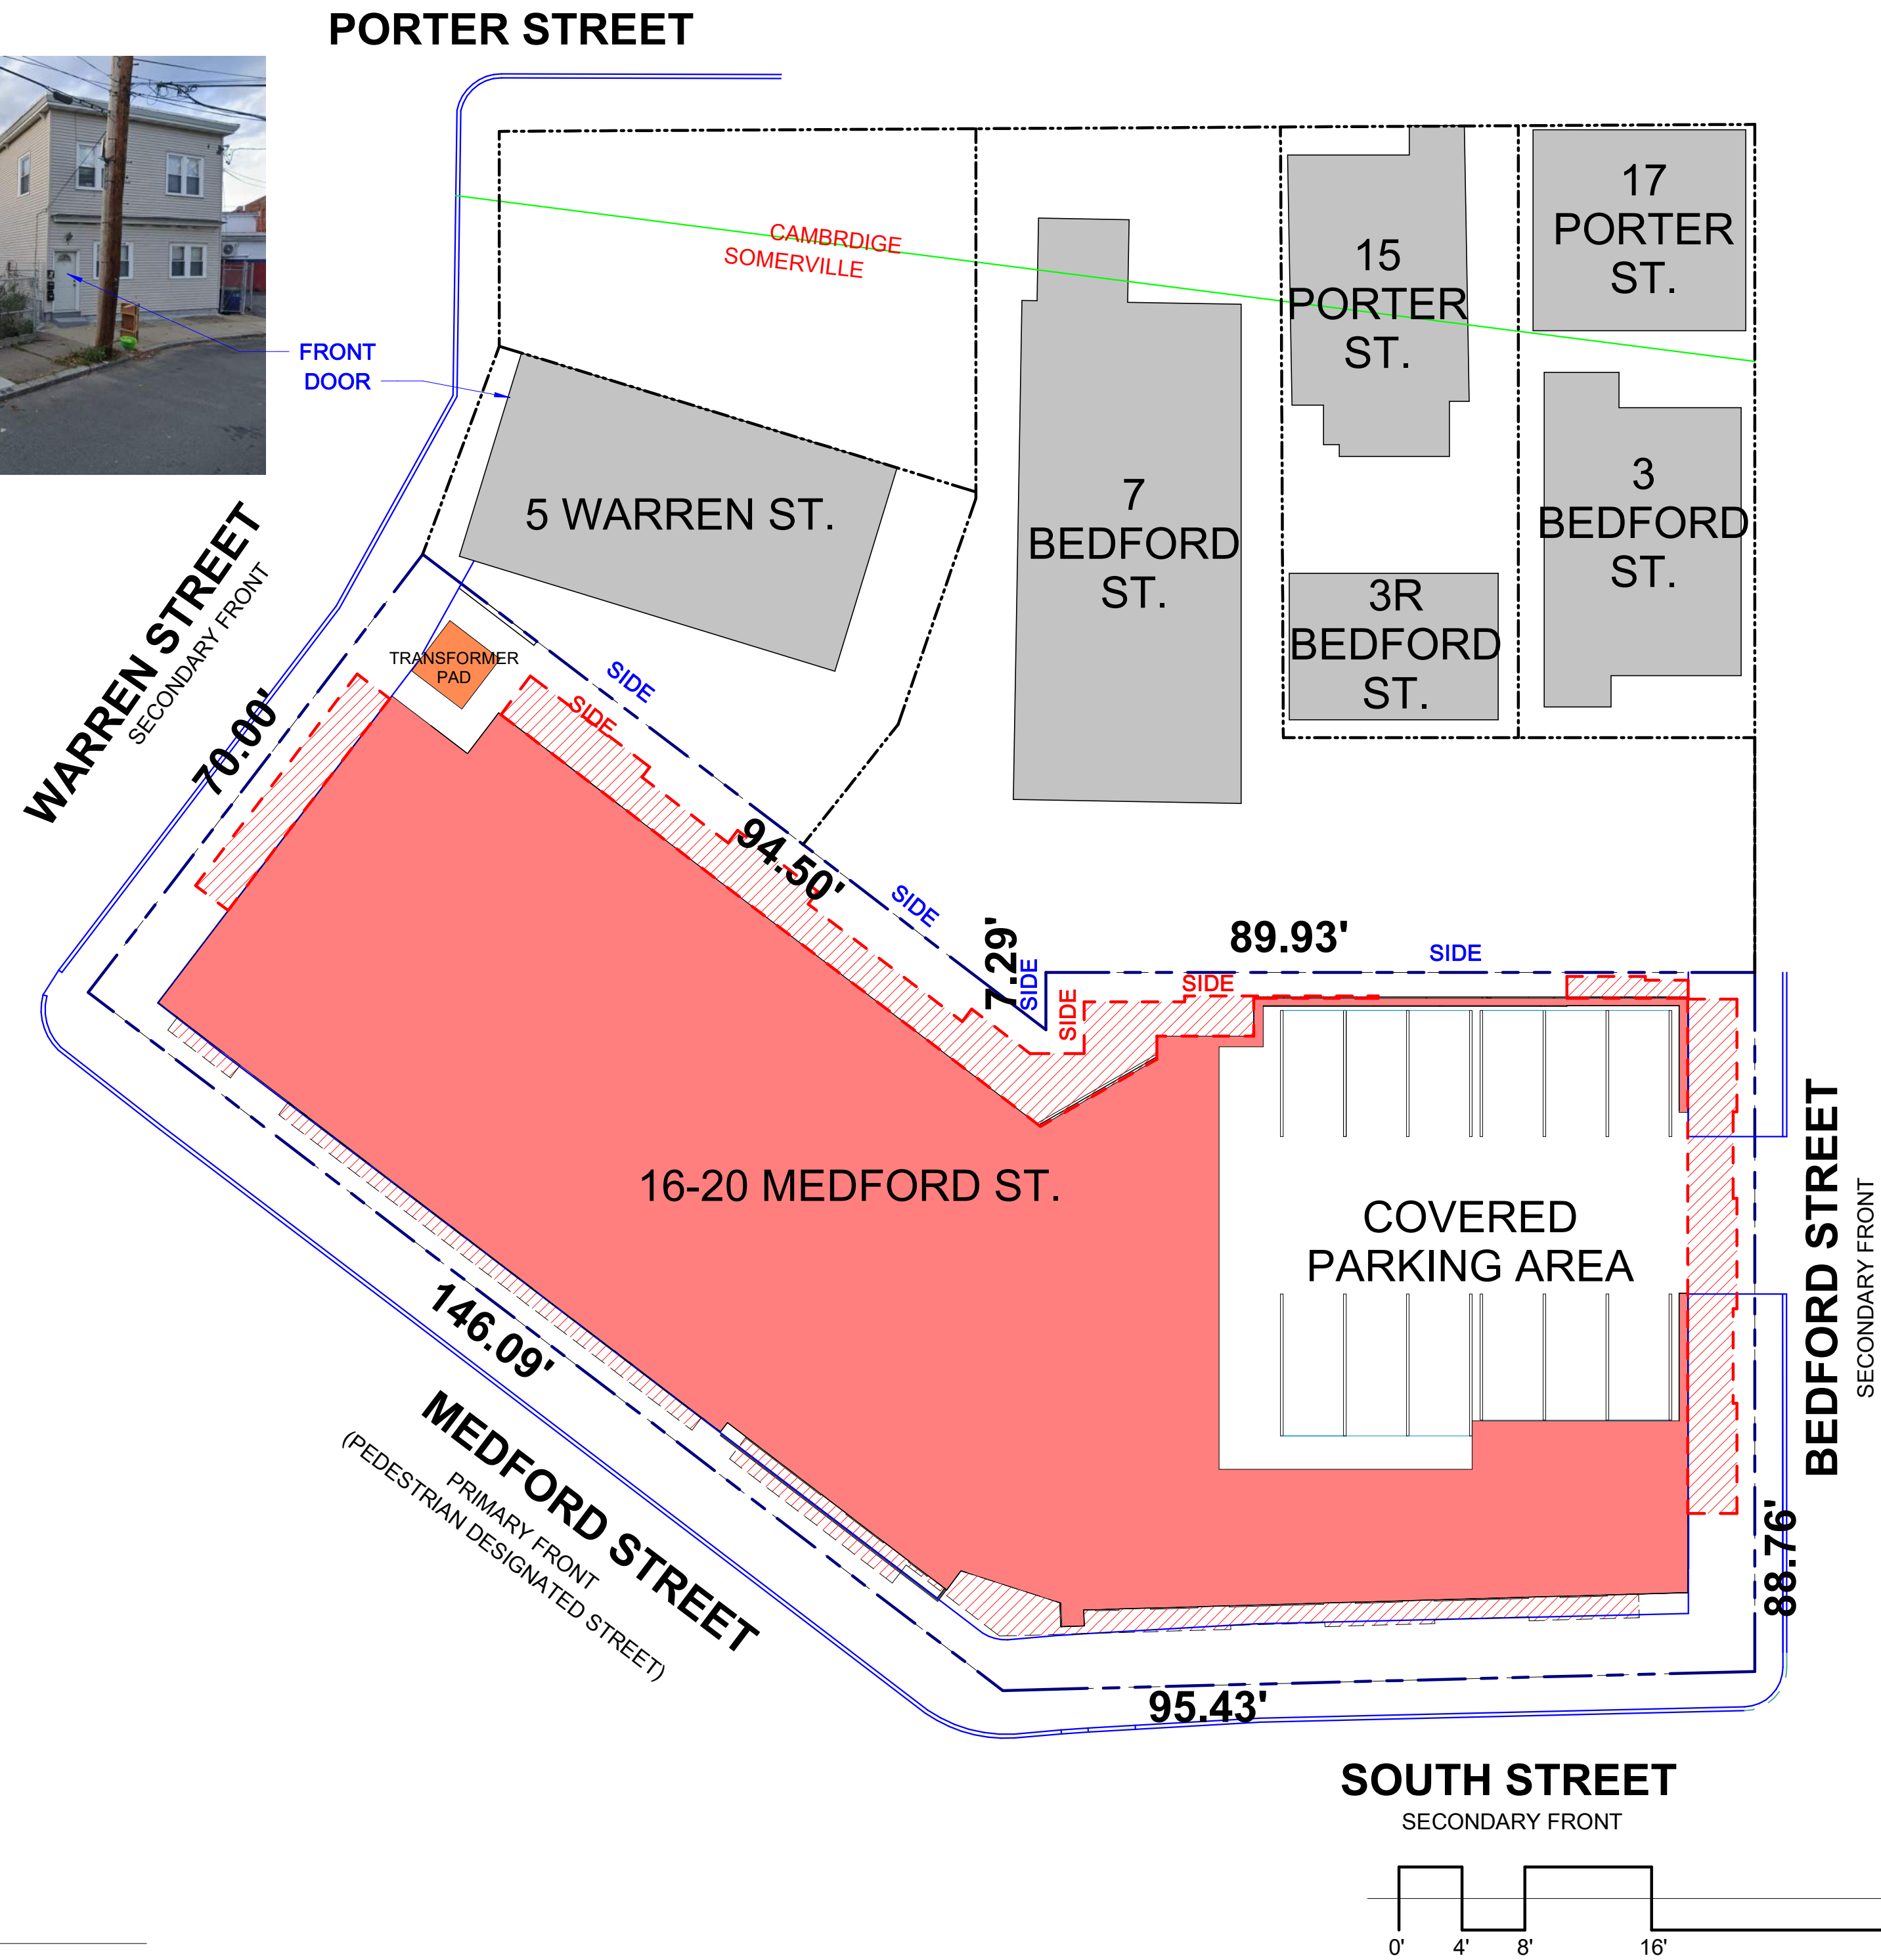 PORTER STREET
CAMBRDIGE
SOMERVILLE
17
PORTER
ST.
15
PORTER
ST.
FRONT
DOOR
5 WARREN ST.
7
BEDFORD
ST.
3
BEDFORD
ST.
3R
BEDFORD
ST.
WARREN STREET
SECONDARY FRONT
70.00'
TRANSFORMER
PAD
SIDE
SIDE
94.50'
SIDE
7.29'
SIDE
SIDE
89.93'
SIDE
SIDE
16-20 MEDFORD ST.
COVERED
PARKING AREA
BEDFORD STREET
SECONDARY FRONT
88.76'
146.09'
MEDFORD STREET
PRIMARY FRONT
(PEDESTRIAN DESIGNATED STREET)
95.43'
SOUTH STREET
SECONDARY FRONT
0' 4' 8' 16'